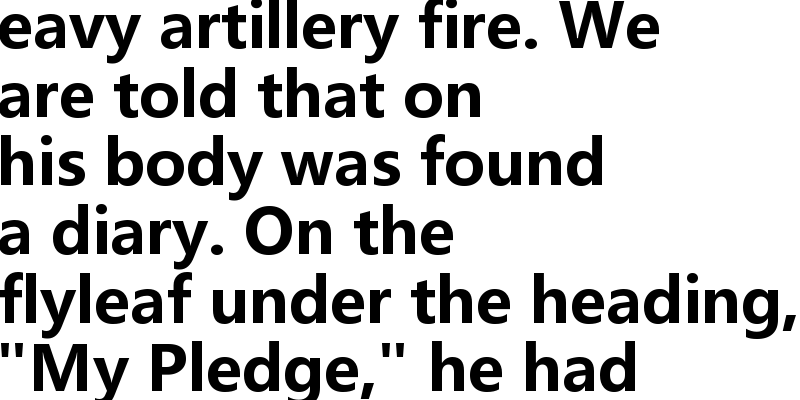 eavy artillery fire. We
are told that on
his body was found
a diary. On the
flyleaf under the heading,
"My Pledge," he had